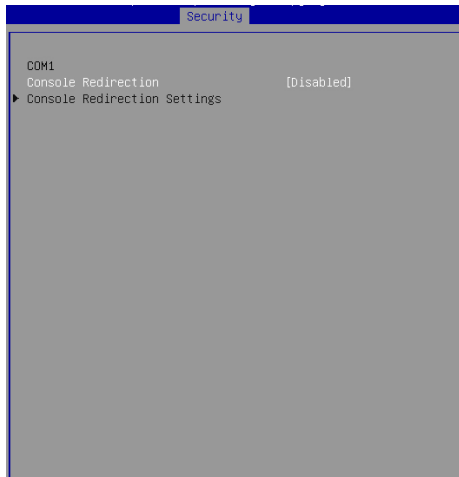 Security
COM1
Console Redirection [Disabled]
Console Redirection Settings